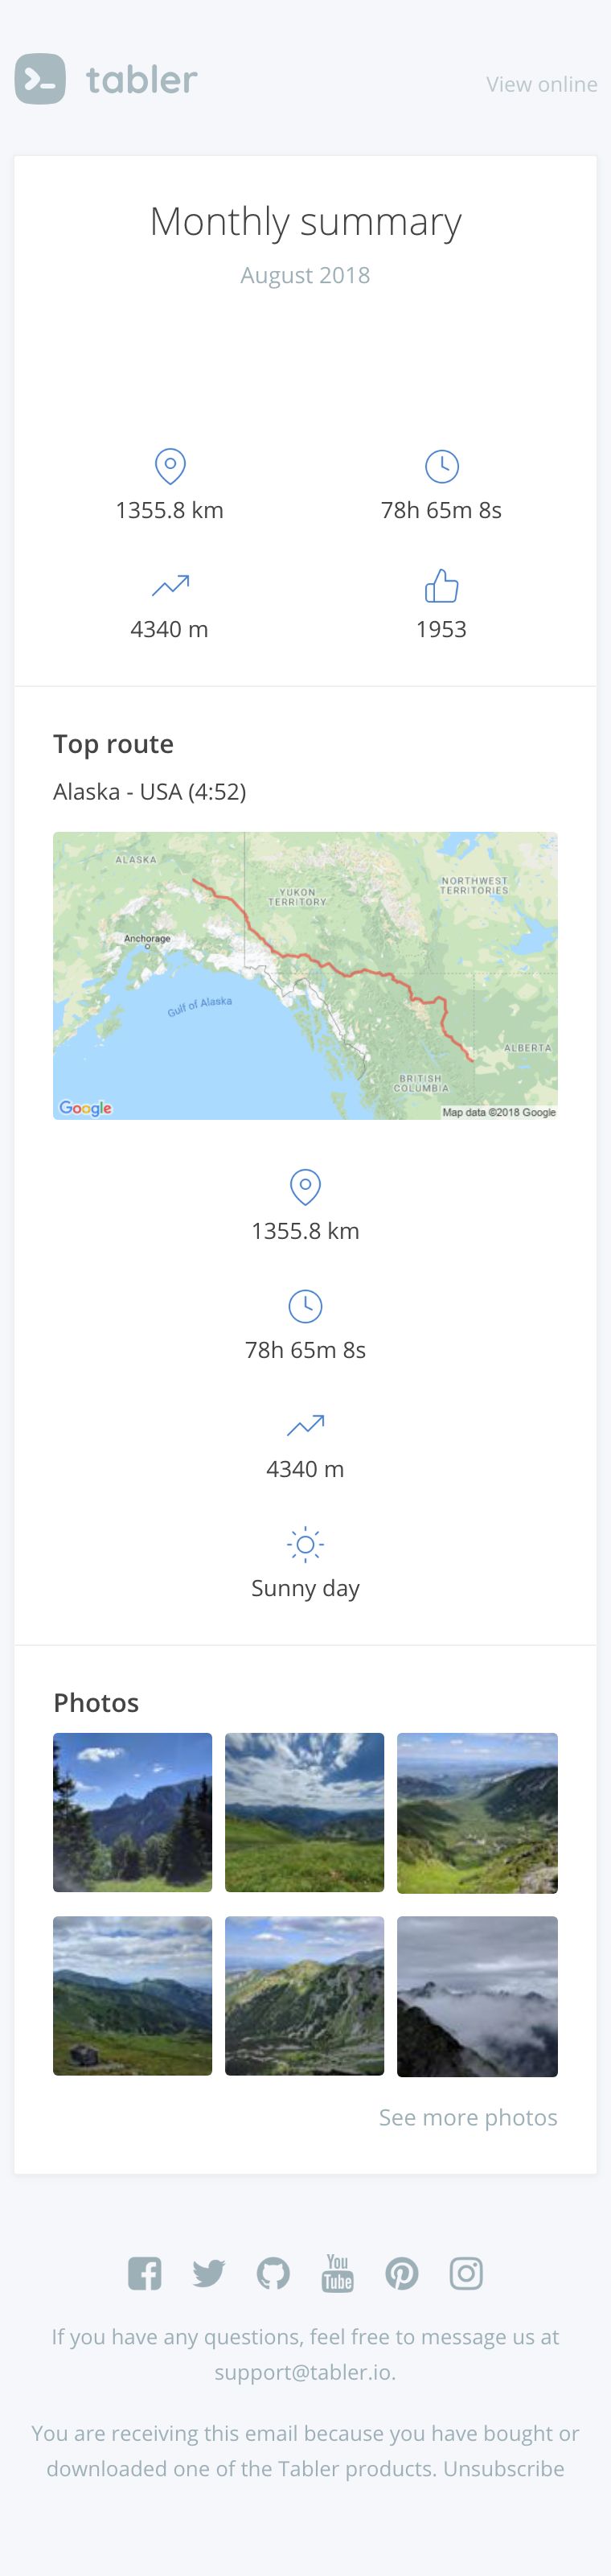 tabler
View online
Monthly summary
August 2018
1355.8 km
78h 65m 8s
4340 m
1953
Top route
Alaska - USA (4:52)
ALASKA
NORTHWEST
TERRITORIES
YUKON
TERRITORY
Anchorage
Gulf of Alaska
ALBERTA
BRITISH
COLUMBIA
Google
Map data ©2018 Google
1355.8 km
78h 65m 8s
4340 m
Sunny day
Photos
See more photos
You
Tube
If you have any questions, feel free to message us at
support@tabler.io.
You are receiving this email because you have bought or
downloaded one of the Tabler products. Unsubscribe